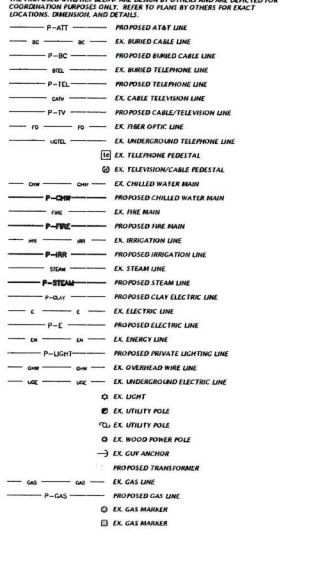 COORDINATION PURPOSES ONLY. REFER TO PLANS BY OTHERS FOR EXACT
LOCATIONS, DIMENSION, AND DETAILS.
P-ATT PROPOSED AT&T LINE
BC BC EX. BURIED CABLE LINE
P-BC PROPOSED BURIED CABLE LINE
BTEL EX. BURIED TELEPHONE LINE
P-TEL PROPOSED TELEPHONE LINE
CATV EX. CABLE TELEVISION LINE
P-TV PROPOSED CABLE/TELEVISION LINE
FO FO EX. FIBER OPTIC LINE
UGTEL EX. UNDERGROUND TELEPHONE LINE
EX. TELEPHONE PEDESTAL
EX. TELEVISION/CABLE PEDESTAL
CHW CHW EX. CHILLED WATER MAIN
P-CHW PROPOSED CHILLED WATER MAIN
FIRE EX. FIRE MAIN
P-FIRE PROPOSED FIRE MAIN
IRR IRR EX. IRRIGATION LINE
P-IRR PROPOSED IRRIGATION LINE
STEAM EX. STEAM LINE
P-STEAM PROPOSED STEAM LINE
P-CLAY PROPOSED CLAY ELECTRIC LINE
E E EX. ELECTRIC LINE
P-E PROPOSED ELECTRIC LINE
EN EN EX. ENERGY LINE
P-LIGHT PROPOSED PRIVATE LIGHTING LINE
OHW OHW EX. OVERHEAD WIRE LINE
UGE UGE EX. UNDERGROUND ELECTRIC LINE
EX. LIGHT
EX. UTILITY POLE
EX. UTILITY POLE
EX. WOOD POWER POLE
EX. GUY ANCHOR
PROPOSED TRANSFORMER
GAS GAS EX. GAS LINE
P-GAS PROPOSED GAS LINE
EX. GAS MARKER
EX. GAS MARKER